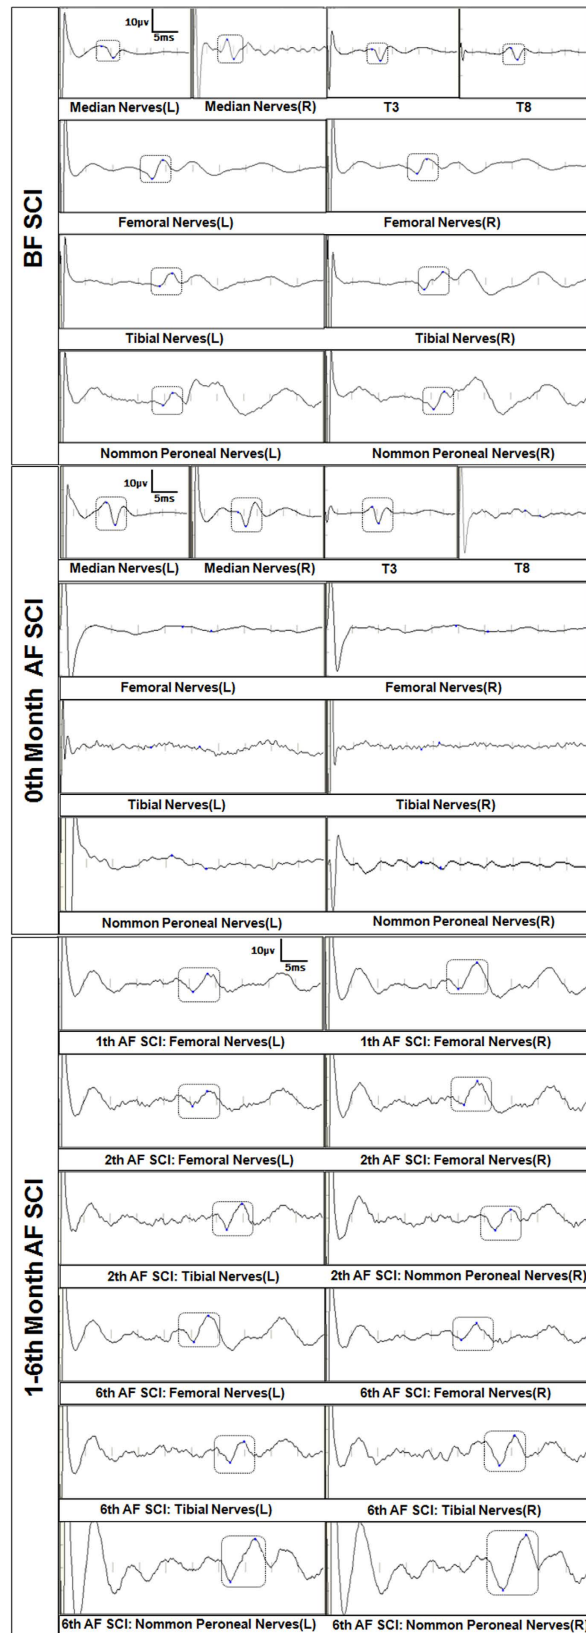 BF SCI
10μv
5ms
Median Nerves(L)
Median Nerves(R)
T3
T8
Femoral Nerves(L)
Femoral Nerves(R)
Tibial Nerves(L)
Tibial Nerves(R)
Nommon Peroneal Nerves(L)
Nommon Peroneal Nerves(R)
0th Month AF SCI
10μv
5ms
Median Nerves(L)
Median Nerves(R)
T3
T8
Femoral Nerves(L)
Femoral Nerves(R)
Tibial Nerves(L)
Tibial Nerves(R)
Nommon Peroneal Nerves(L)
Nommon Peroneal Nerves(R)
1-6th Month AF SCI
10μv
5ms
1th AF SCI: Femoral Nerves(L)
1th AF SCI: Femoral Nerves(R)
2th AF SCI: Femoral Nerves(L)
2th AF SCI: Femoral Nerves(R)
2th AF SCI: Tibial Nerves(L)
2th AF SCI: Nommon Peroneal Nerves(R)
6th AF SCI: Femoral Nerves(L)
6th AF SCI: Femoral Nerves(R)
6th AF SCI: Tibial Nerves(L)
6th AF SCI: Tibial Nerves(R)
6th AF SCI: Nommon Peroneal Nerves(L)
6th AF SCI: Nommon Peroneal Nerves(R)